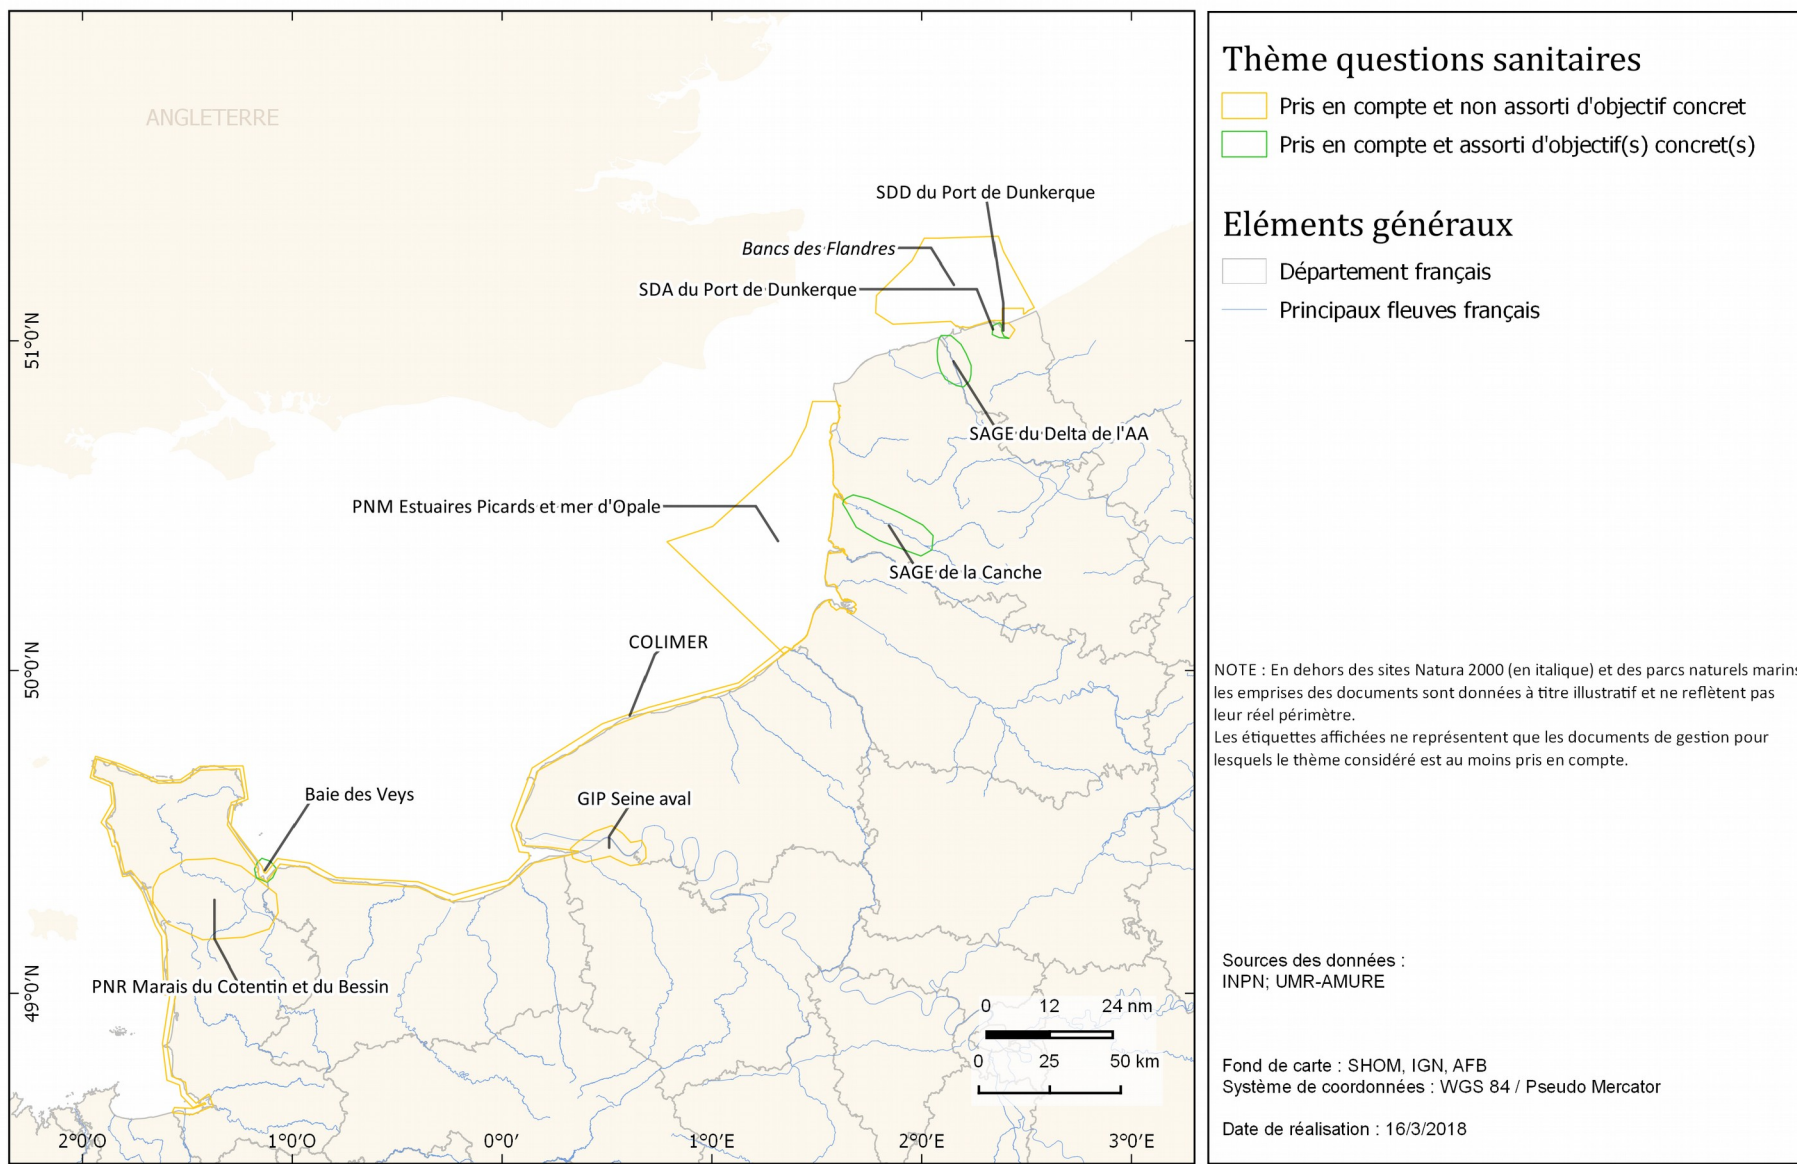 ANGLETERRE
SDD du Port de Dunkerque
Bancs des Flandres
SDA du Port de Dunkerque
51°0'N
SAGE du Delta de l'AA
PNM Estuaires Picards et mer d'Opale
SAGE de la Canche
COLIMER
50°0'N
Baie des Veys
GIP Seine aval
PNR Marais du Cotentin et du Bessin
49°0'N
0 12 24 nm
0 25 50 km
2°0'O 1°0'O 0°0' 1°0'E 2°0'E 3°0'E
Thème questions sanitaires
Pris en compte et non assorti d'objectif concret
Pris en compte et assorti d'objectif(s) concret(s)
Eléments généraux
Département français
Principaux fleuves français
NOTE : En dehors des sites Natura 2000 (en italique) et des parcs naturels marins
les emprises des documents sont données à titre illustratif et ne reflètent pas
leur réel périmètre.
Les étiquettes affichées ne représentent que les documents de gestion pour
lesquels le thème considéré est au moins pris en compte.
Sources des données :
INPN; UMR-AMURE
Fond de carte : SHOM, IGN, AFB
Système de coordonnées : WGS 84 / Pseudo Mercator
Date de réalisation : 16/3/2018